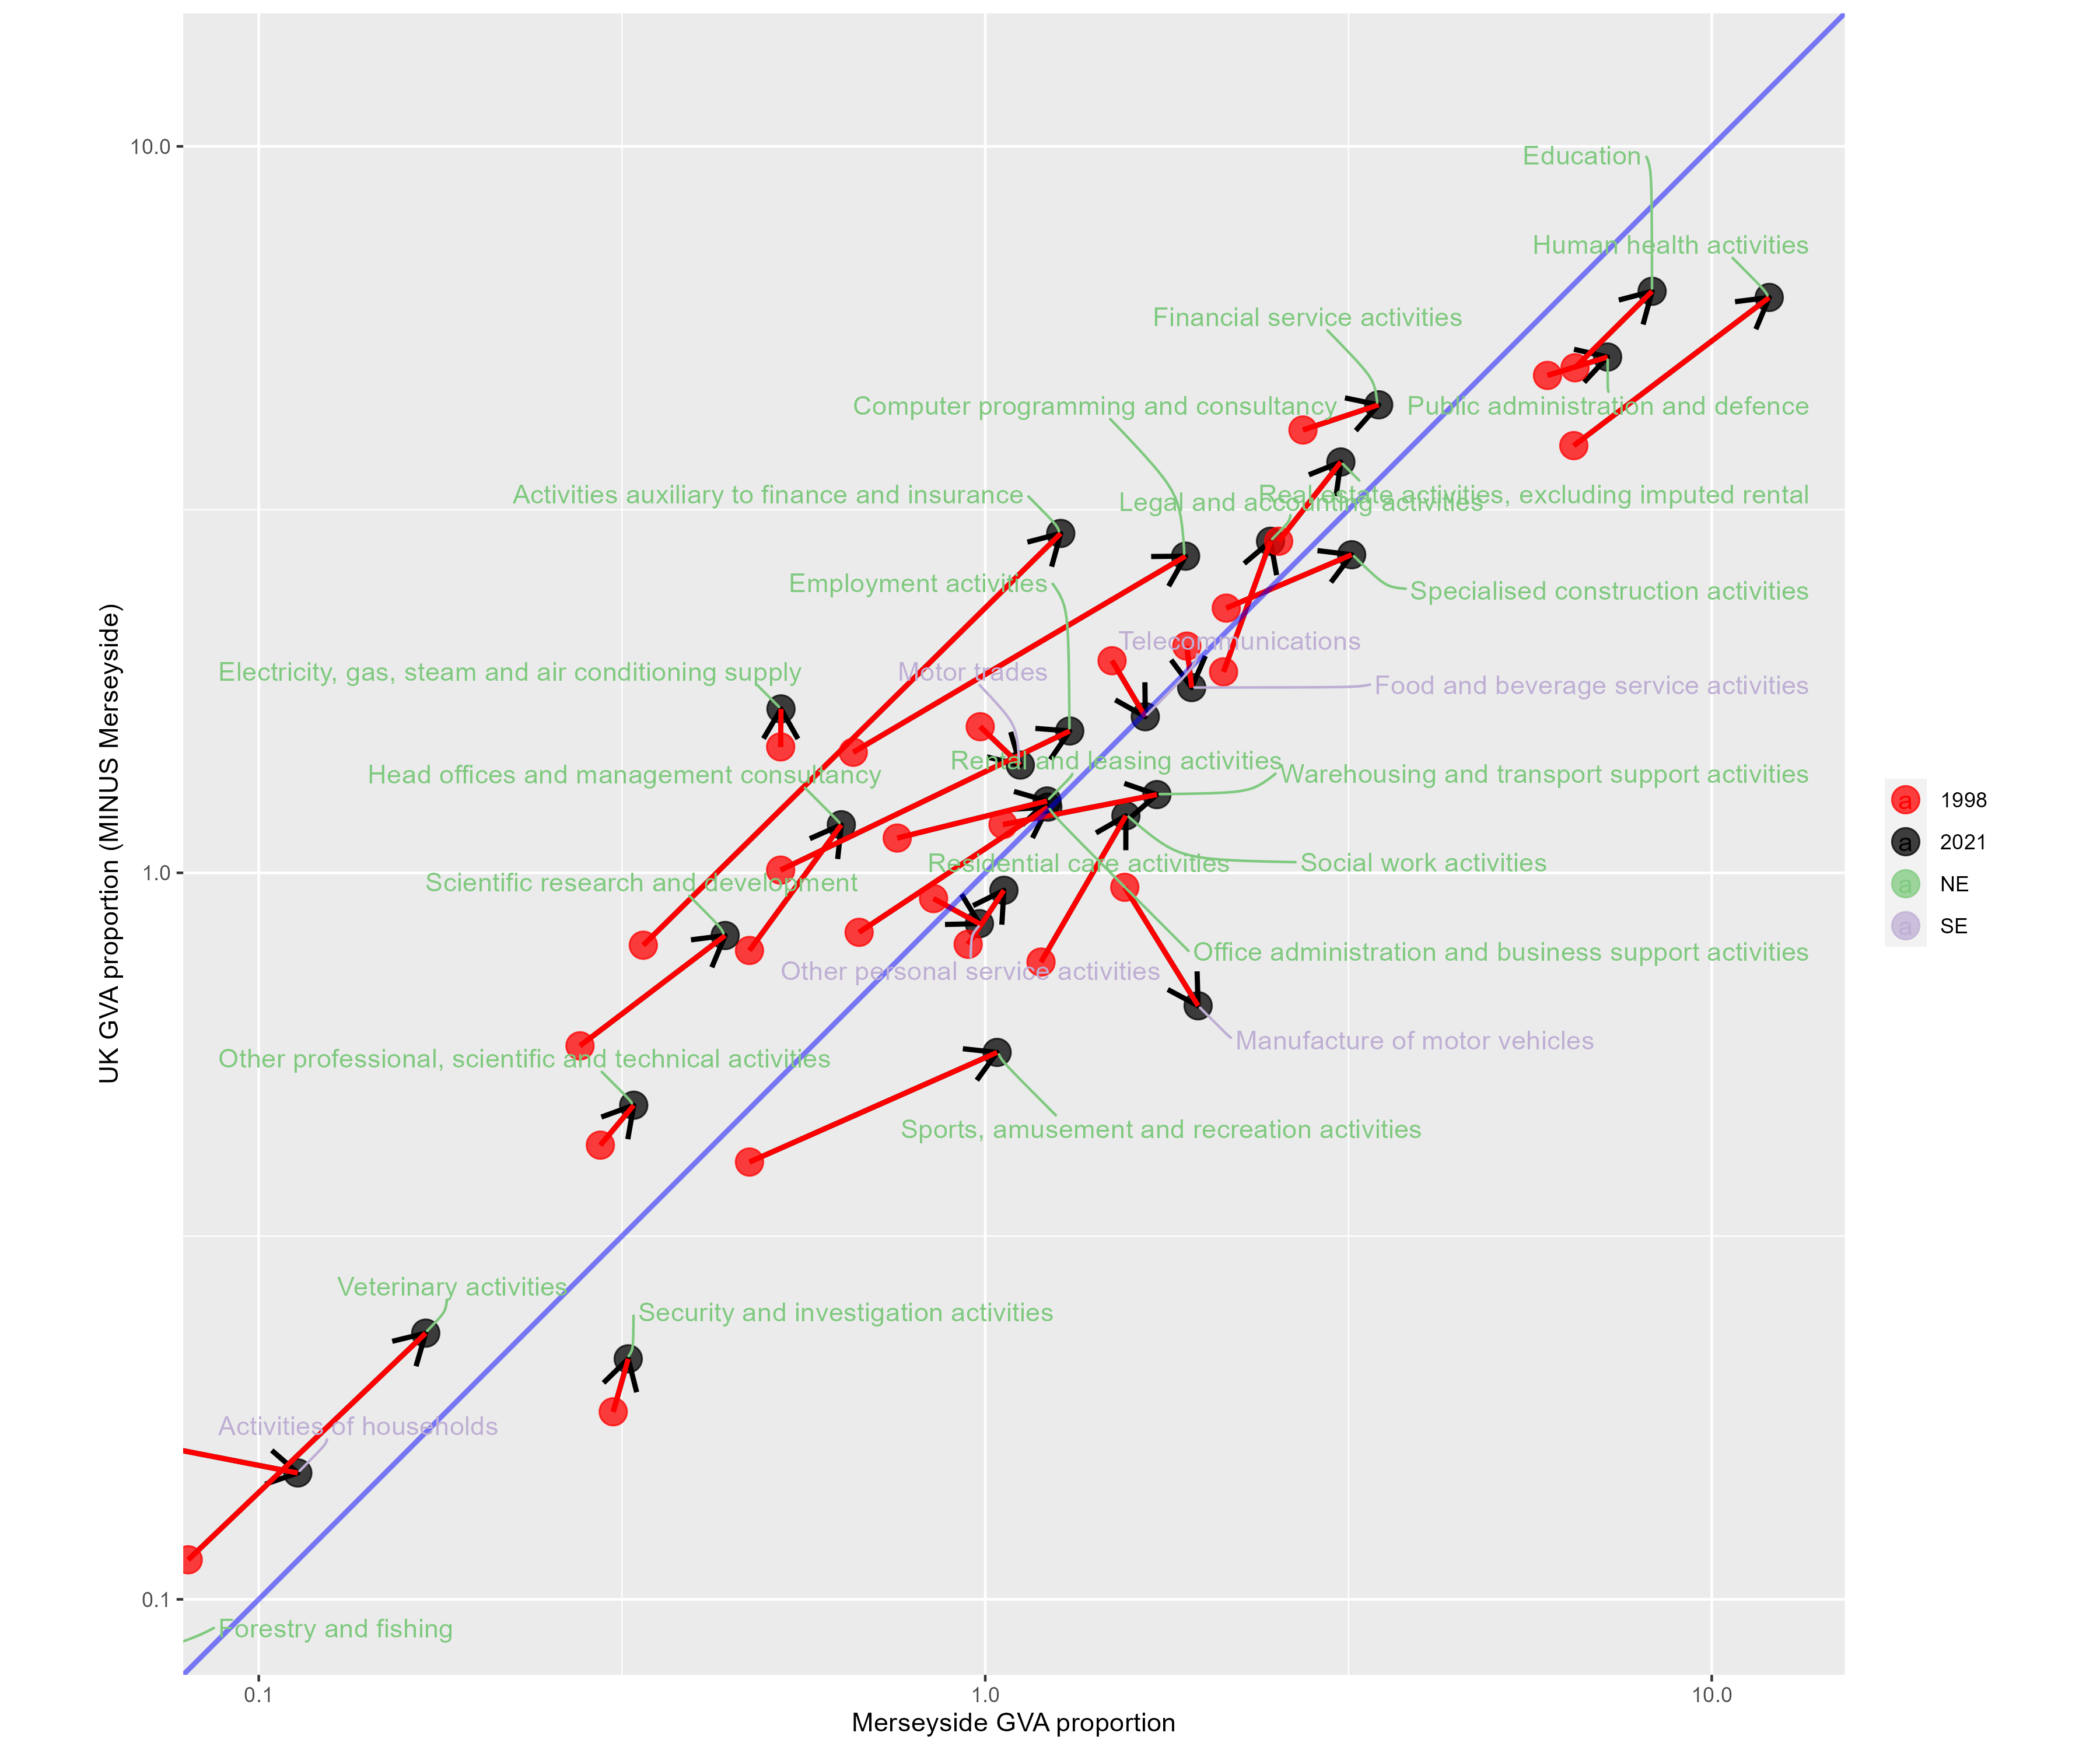 10.0
Education
Human health activities
Financial service activities
Computer programming and consultancy
Public administration and defence
Activities auxiliary to finance and insurance
Legal and accounting activities
Real estate activities, excluding imputed rental
Employment activities
Specialised construction activities
Telecommunications
Electricity, gas, steam and air conditioning supply
Motor trades
Food and beverage service activities
Rental and leasing activities
Head offices and management consultancy
Warehousing and transport support activities
Residential care activities
Social work activities
1.0
Scientific research and development
Office administration and business support activities
Other personal service activities
Manufacture of motor vehicles
Other professional, scientific and technical activities
Sports, amusement and recreation activities
Veterinary activities
Security and investigation activities
Activities of households
0.1
Forestry and fishing
0.1
1.0
10.0
Merseyside GVA proportion
UK GVA proportion (MINUS Merseyside)
a 1998
a 2021
a NE
a SE